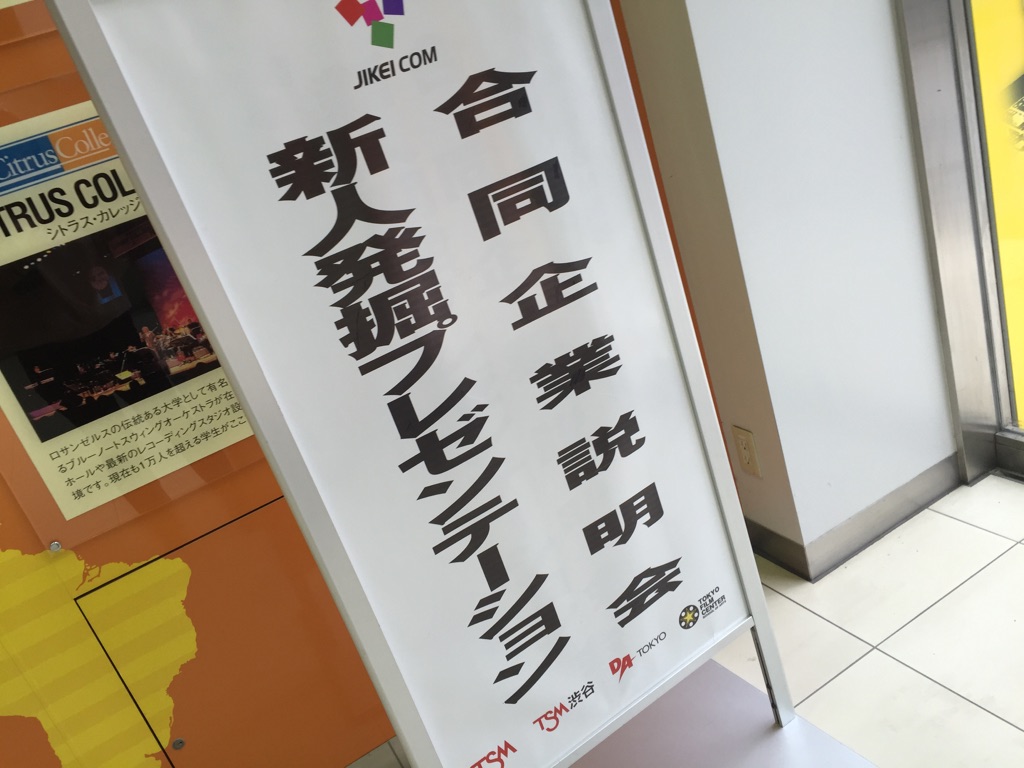 JIKEI COM
合同企業説明会
新人発掘プレゼンテーション
TSM
TSM 渋谷
DA TOKYO
TOKYO
FILM
CENTER
Citrus Colle
TRUS COL
シトラス・カレッジ
ロサンゼルスの伝統ある大学として有名
るブルーノートスウィングオーケストラが在
ホールや最新のレコーディングスタジオ設
境です。現在も1万人を超える学生がここ